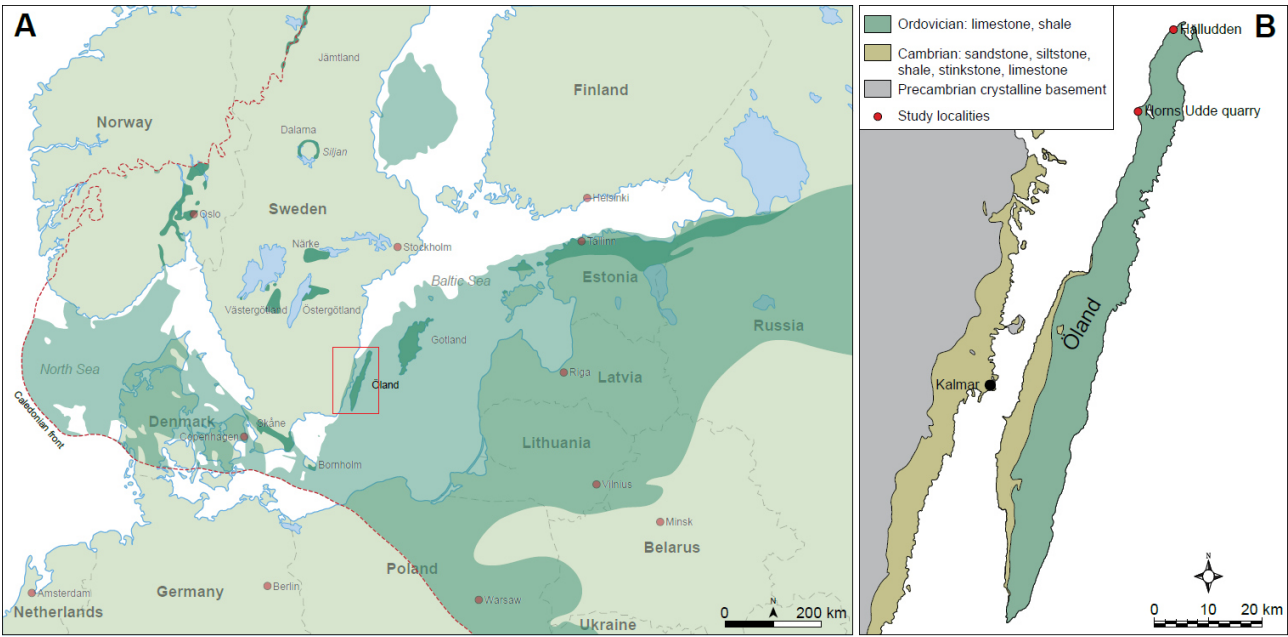 A
Jämtland
Finland
Norway
Dalarna
Siljan
Helsinki
Sweden
Oslo
Stockholm
Tallinn
Närke
Baltic Sea
Estonia
Västergötland
Östergötland
Russia
Gotland
North Sea
Riga
Latvia
Öland
Caledonian front
Denmark
Skåne
Copenhagen
Lithuania
Bornholm
Vilnius
Minsk
Belarus
Poland
Germany
Berlin
Amsterdam
Netherlands
Warsaw
Ukraine
N
0 200 km
B
Ordovician: limestone, shale
Cambrian: sandstone, siltstone,
shale, stinkstone, limestone
Precambrian crystalline basement
Study localities
Hälludden
Horns Udde quarry
Öland
Kalmar
N
0 10 20 km